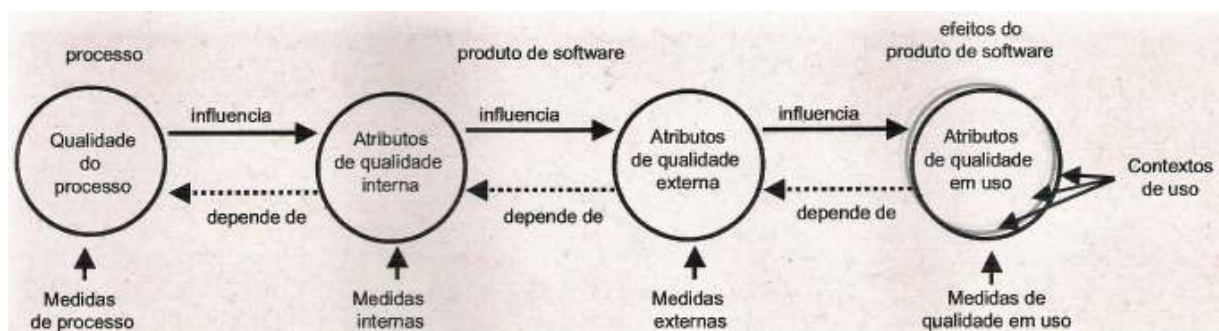 processo
produto de software
efeitos do
produto de software
influencia
influencia
influencia
Qualidade
do
processo
Atributos
de qualidade
interna
Atributos
de qualidade
externa
Atributos
de qualidade
em uso
Contextos
de uso
depende de
depende de
depende de
Medidas
de processo
Medidas
internas
Medidas
externas
Medidas de
qualidade em uso